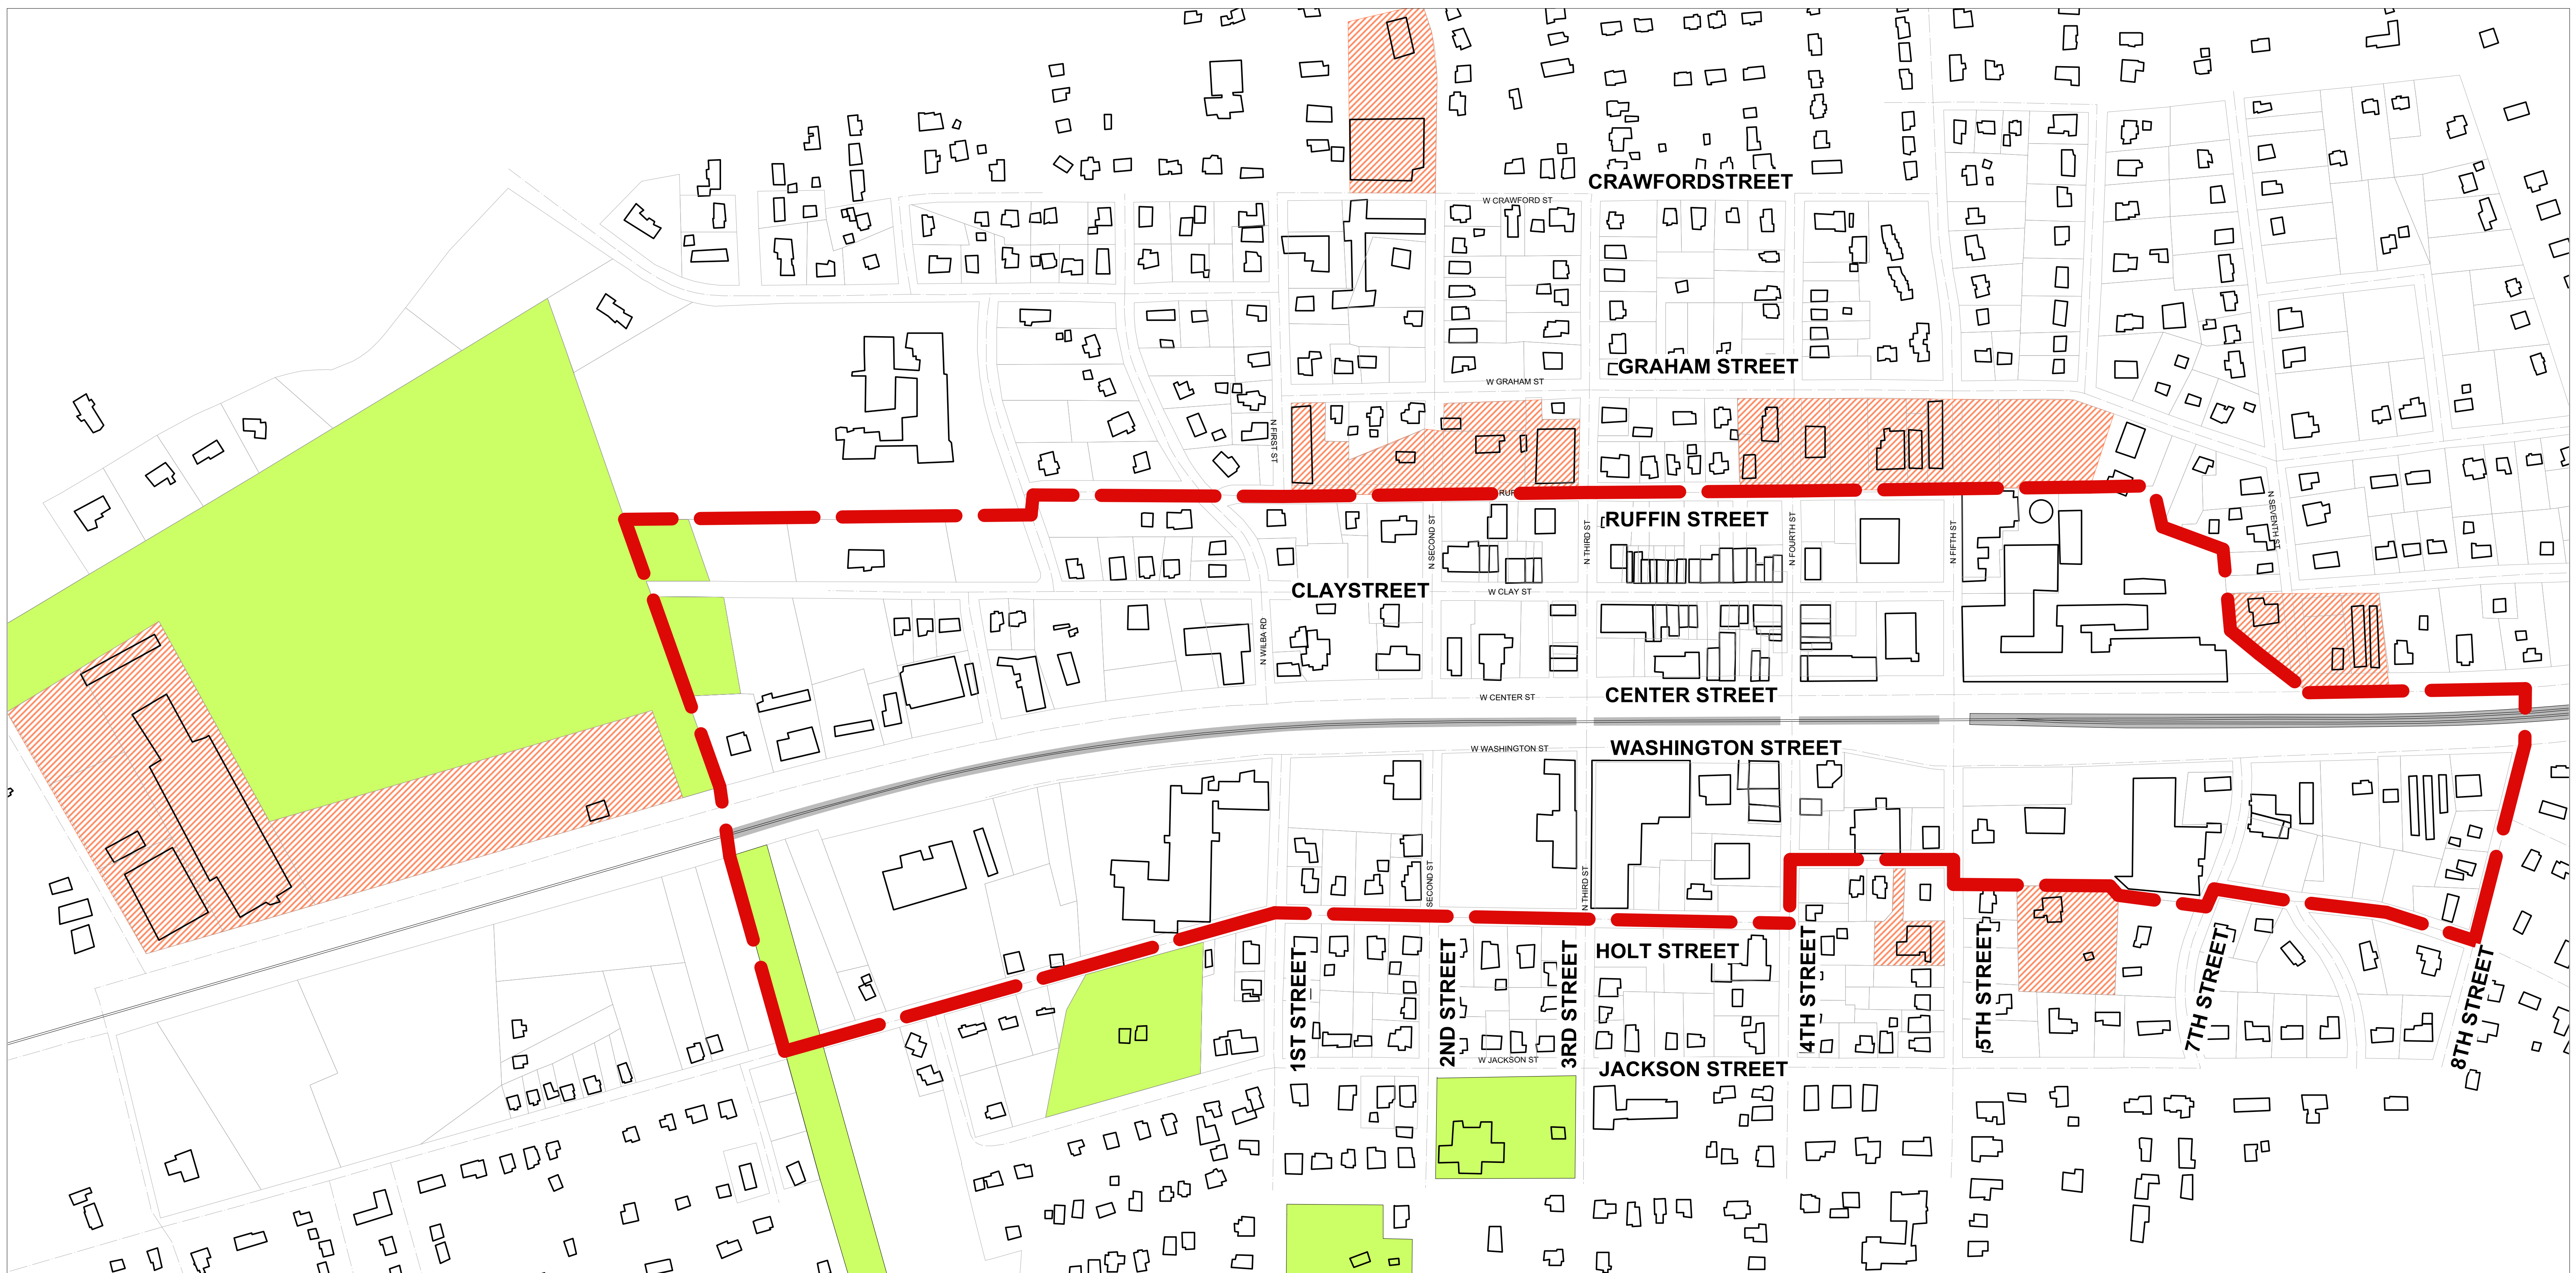 CRAWFORDSTREET
W CRAWFORD ST
GRAHAM STREET
W GRAHAM ST
N FIRST ST
RUFFIN STREET
N SECOND ST
N THIRD ST
N FOURTH ST
N FIFTH ST
N SEVENTH ST
CLAYSTREET
W CLAY ST
N WILBA RD
CENTER STREET
W CENTER ST
WASHINGTON STREET
W WASHINGTON ST
SECOND ST
N THIRD ST
HOLT STREET
1ST STREET
2ND STREET
3RD STREET
4TH STREET
5TH STREET
7TH STREET
8TH STREET
W JACKSON ST
JACKSON STREET